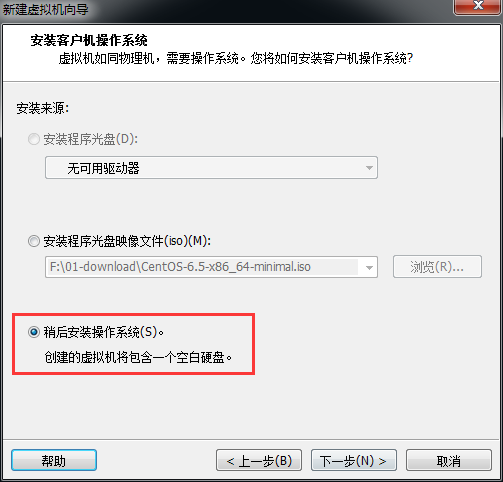 新建虚拟机向导
安装客户机操作系统
虚拟机如同物理机，需要操作系统。您将如何安装客户机操作系统?
安装来源:
安装程序光盘(D):
无可用驱动器
安装程序光盘映像文件(iso)(M):
F:\01-download\CentOS-6.5-x86_64-minimal.iso
浏览(R)...
稍后安装操作系统(S)。
创建的虚拟机将包含一个空白硬盘。
帮助
< 上一步(B)
下一步(N) >
取消